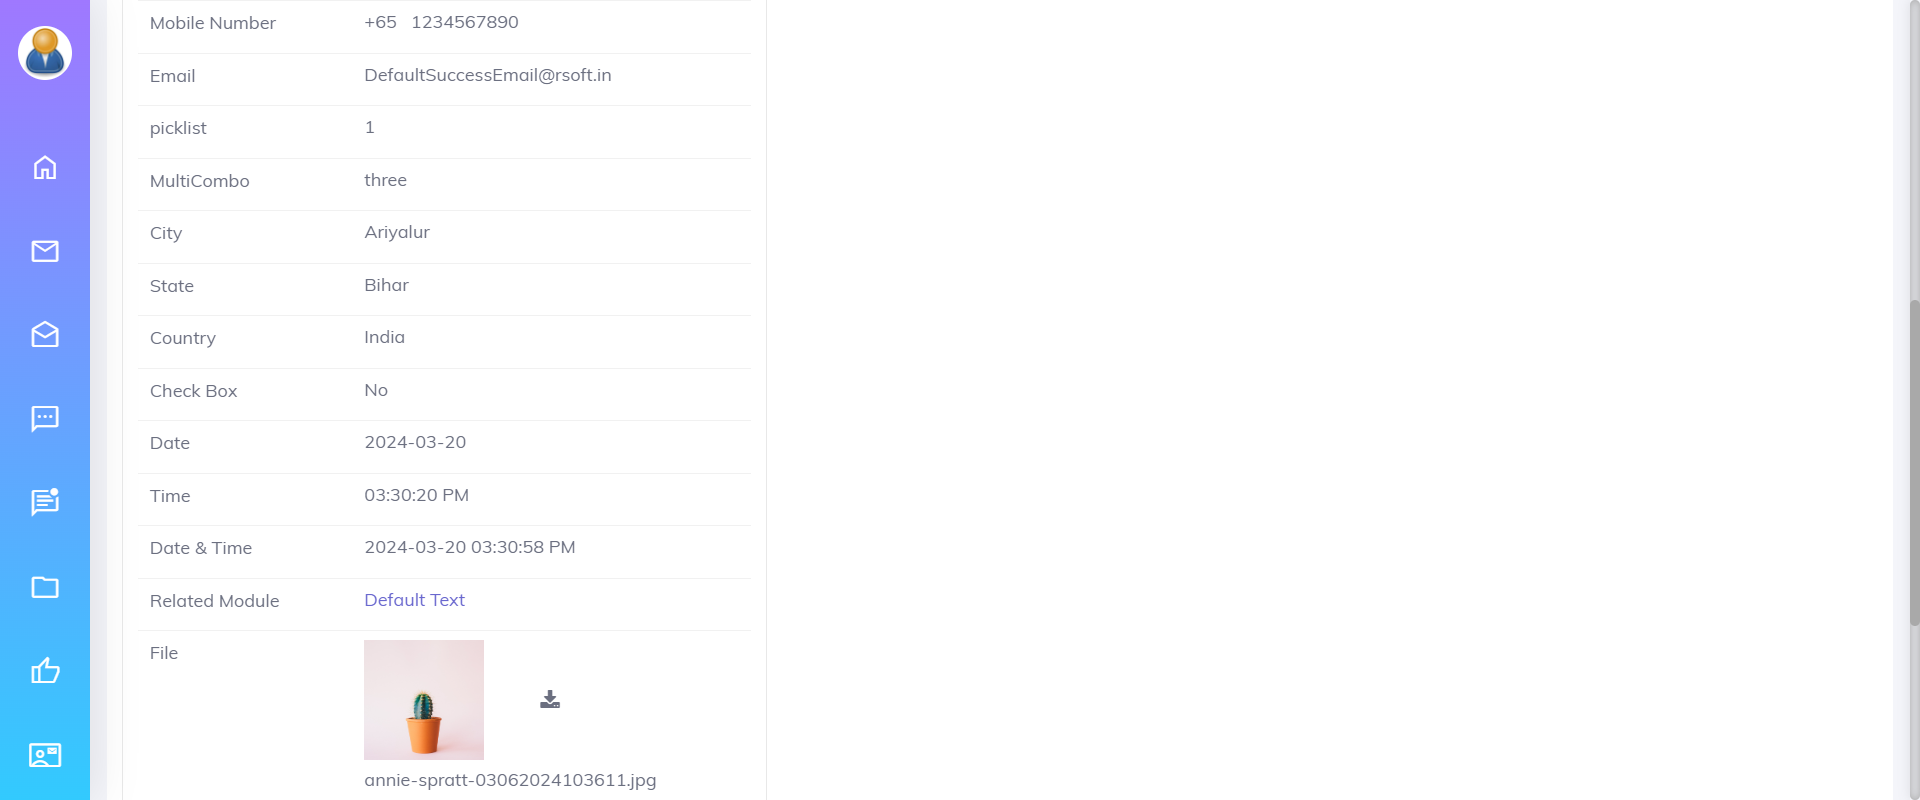 Mobile Number +65 1234567890
Email DefaultSuccessEmail@rsoft.in
picklist 1
MultiCombo three
City Ariyalur
State Bihar
Country India
Check Box No
Date 2024-03-20
Time 03:30:20 PM
Date & Time 2024-03-20 03:30:58 PM
Related Module Default Text
File
annie-spratt-03062024103611.jpg